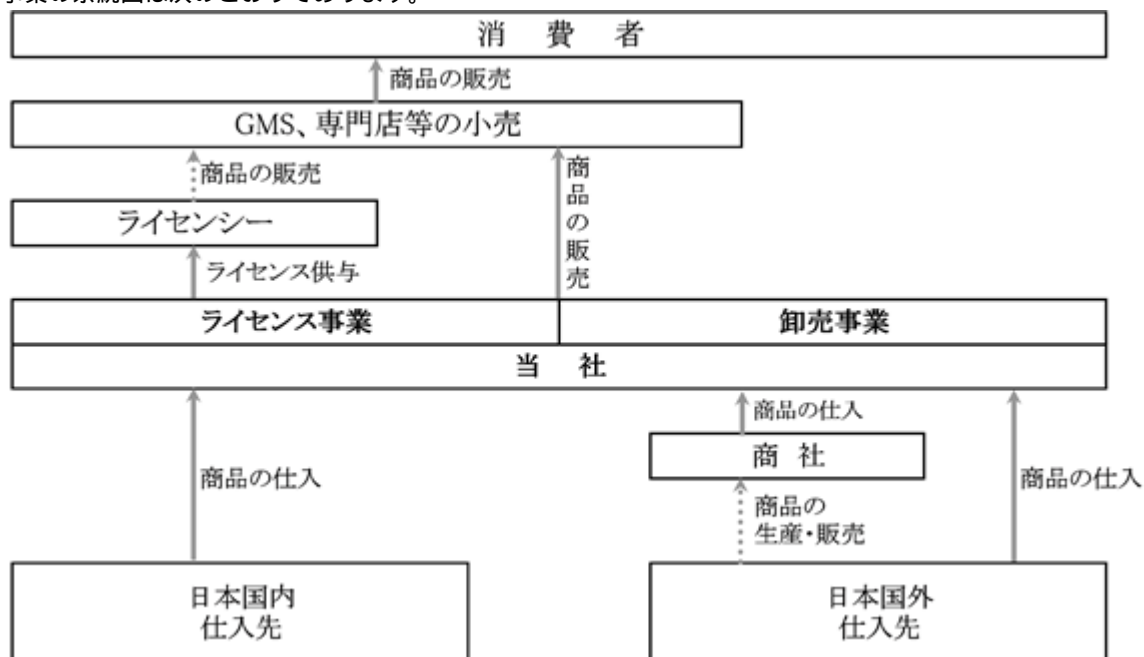 事業の系統図は次のとおりであります。
消 費 者
商品の販売
GMS、専門店等の小売
商品の販売
商品の販売
ライセンシー
ライセンス供与
ライセンス事業
卸売事業
当 社
商品の仕入
商 社
商品の仕入
商品の仕入
商品の
生産・販売
日本国内
仕入先
日本国外
仕入先